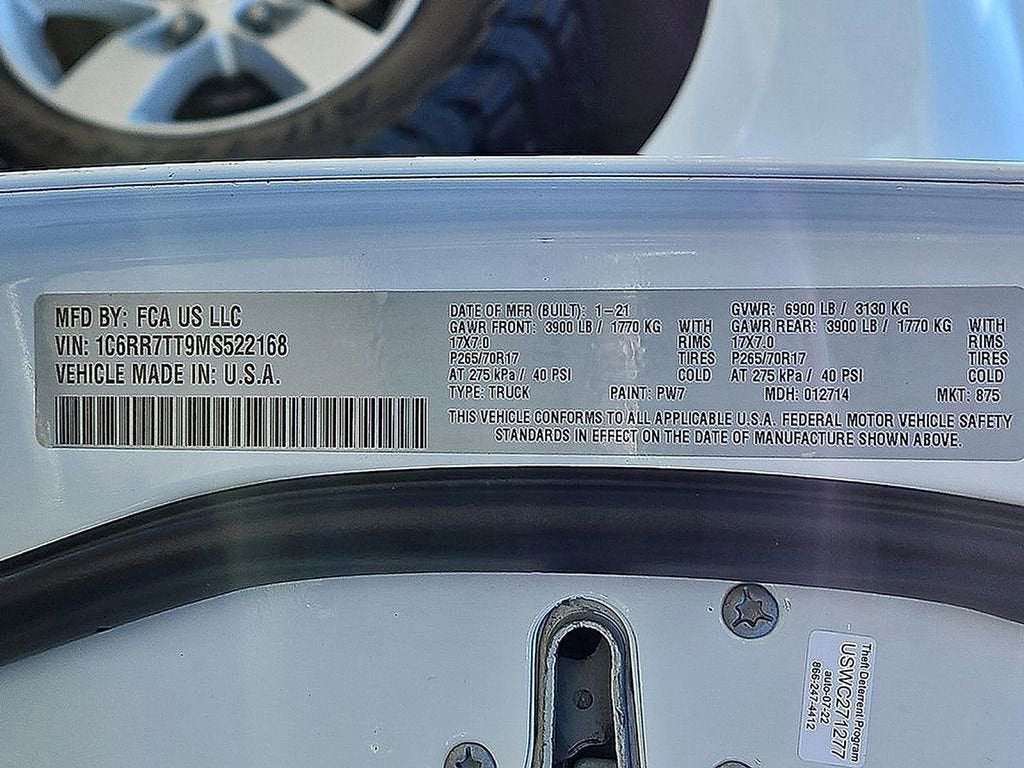 MFD BY: FCA US LLC
VIN: 1C6RR7TT9MS522168
VEHICLE MADE IN: U.S.A.
DATE OF MFR (BUILT): 1-21 GVWR: 6900 LB / 3130 KG
GAWR FRONT: 3900 LB / 1770 KG WITH GAWR REAR: 3900 LB / 1770 KG WITH
17X7.0 RIMS 17X7.0 RIMS
P265/70R17 TIRES P265/70R17 TIRES
AT 275 kPa / 40 PSI COLD AT 275 kPa / 40 PSI COLD
TYPE: TRUCK PAINT: PW7 MDH: 012714 MKT: 875
THIS VEHICLE CONFORMS TO ALL APPLICABLE U.S.A. FEDERAL MOTOR VEHICLE SAFETY
STANDARDS IN EFFECT ON THE DATE OF MANUFACTURE SHOWN ABOVE.
Theft Deterrent Program
USWC271277
auto-07-22
866-247-4412